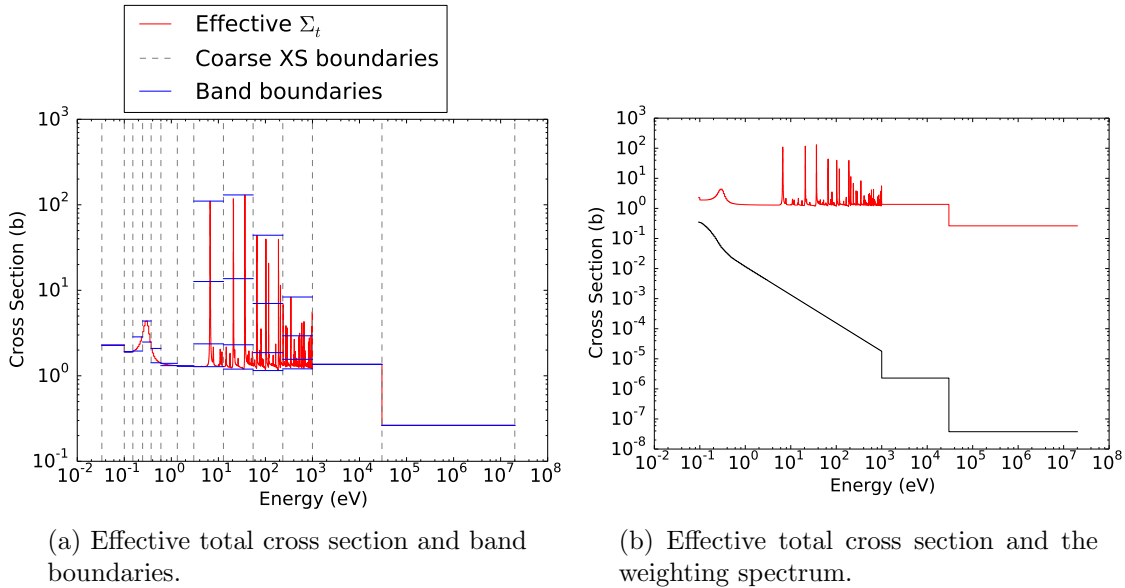 Effective Σ_t
Coarse XS boundaries
Band boundaries
10^3
10^2
10^1
10^0
10^-1
Cross Section (b)
10^-2 10^-1 10^0 10^1 10^2 10^3 10^4 10^5 10^6 10^7 10^8
Energy (eV)
10^3
10^2
10^1
10^0
10^-1
10^-2
10^-3
10^-4
10^-5
10^-6
10^-7
10^-8
Cross Section (b)
10^-2 10^-1 10^0 10^1 10^2 10^3 10^4 10^5 10^6 10^7 10^8
Energy (eV)
(a) Effective total cross section and band
boundaries.
(b) Effective total cross section and the
weighting spectrum.